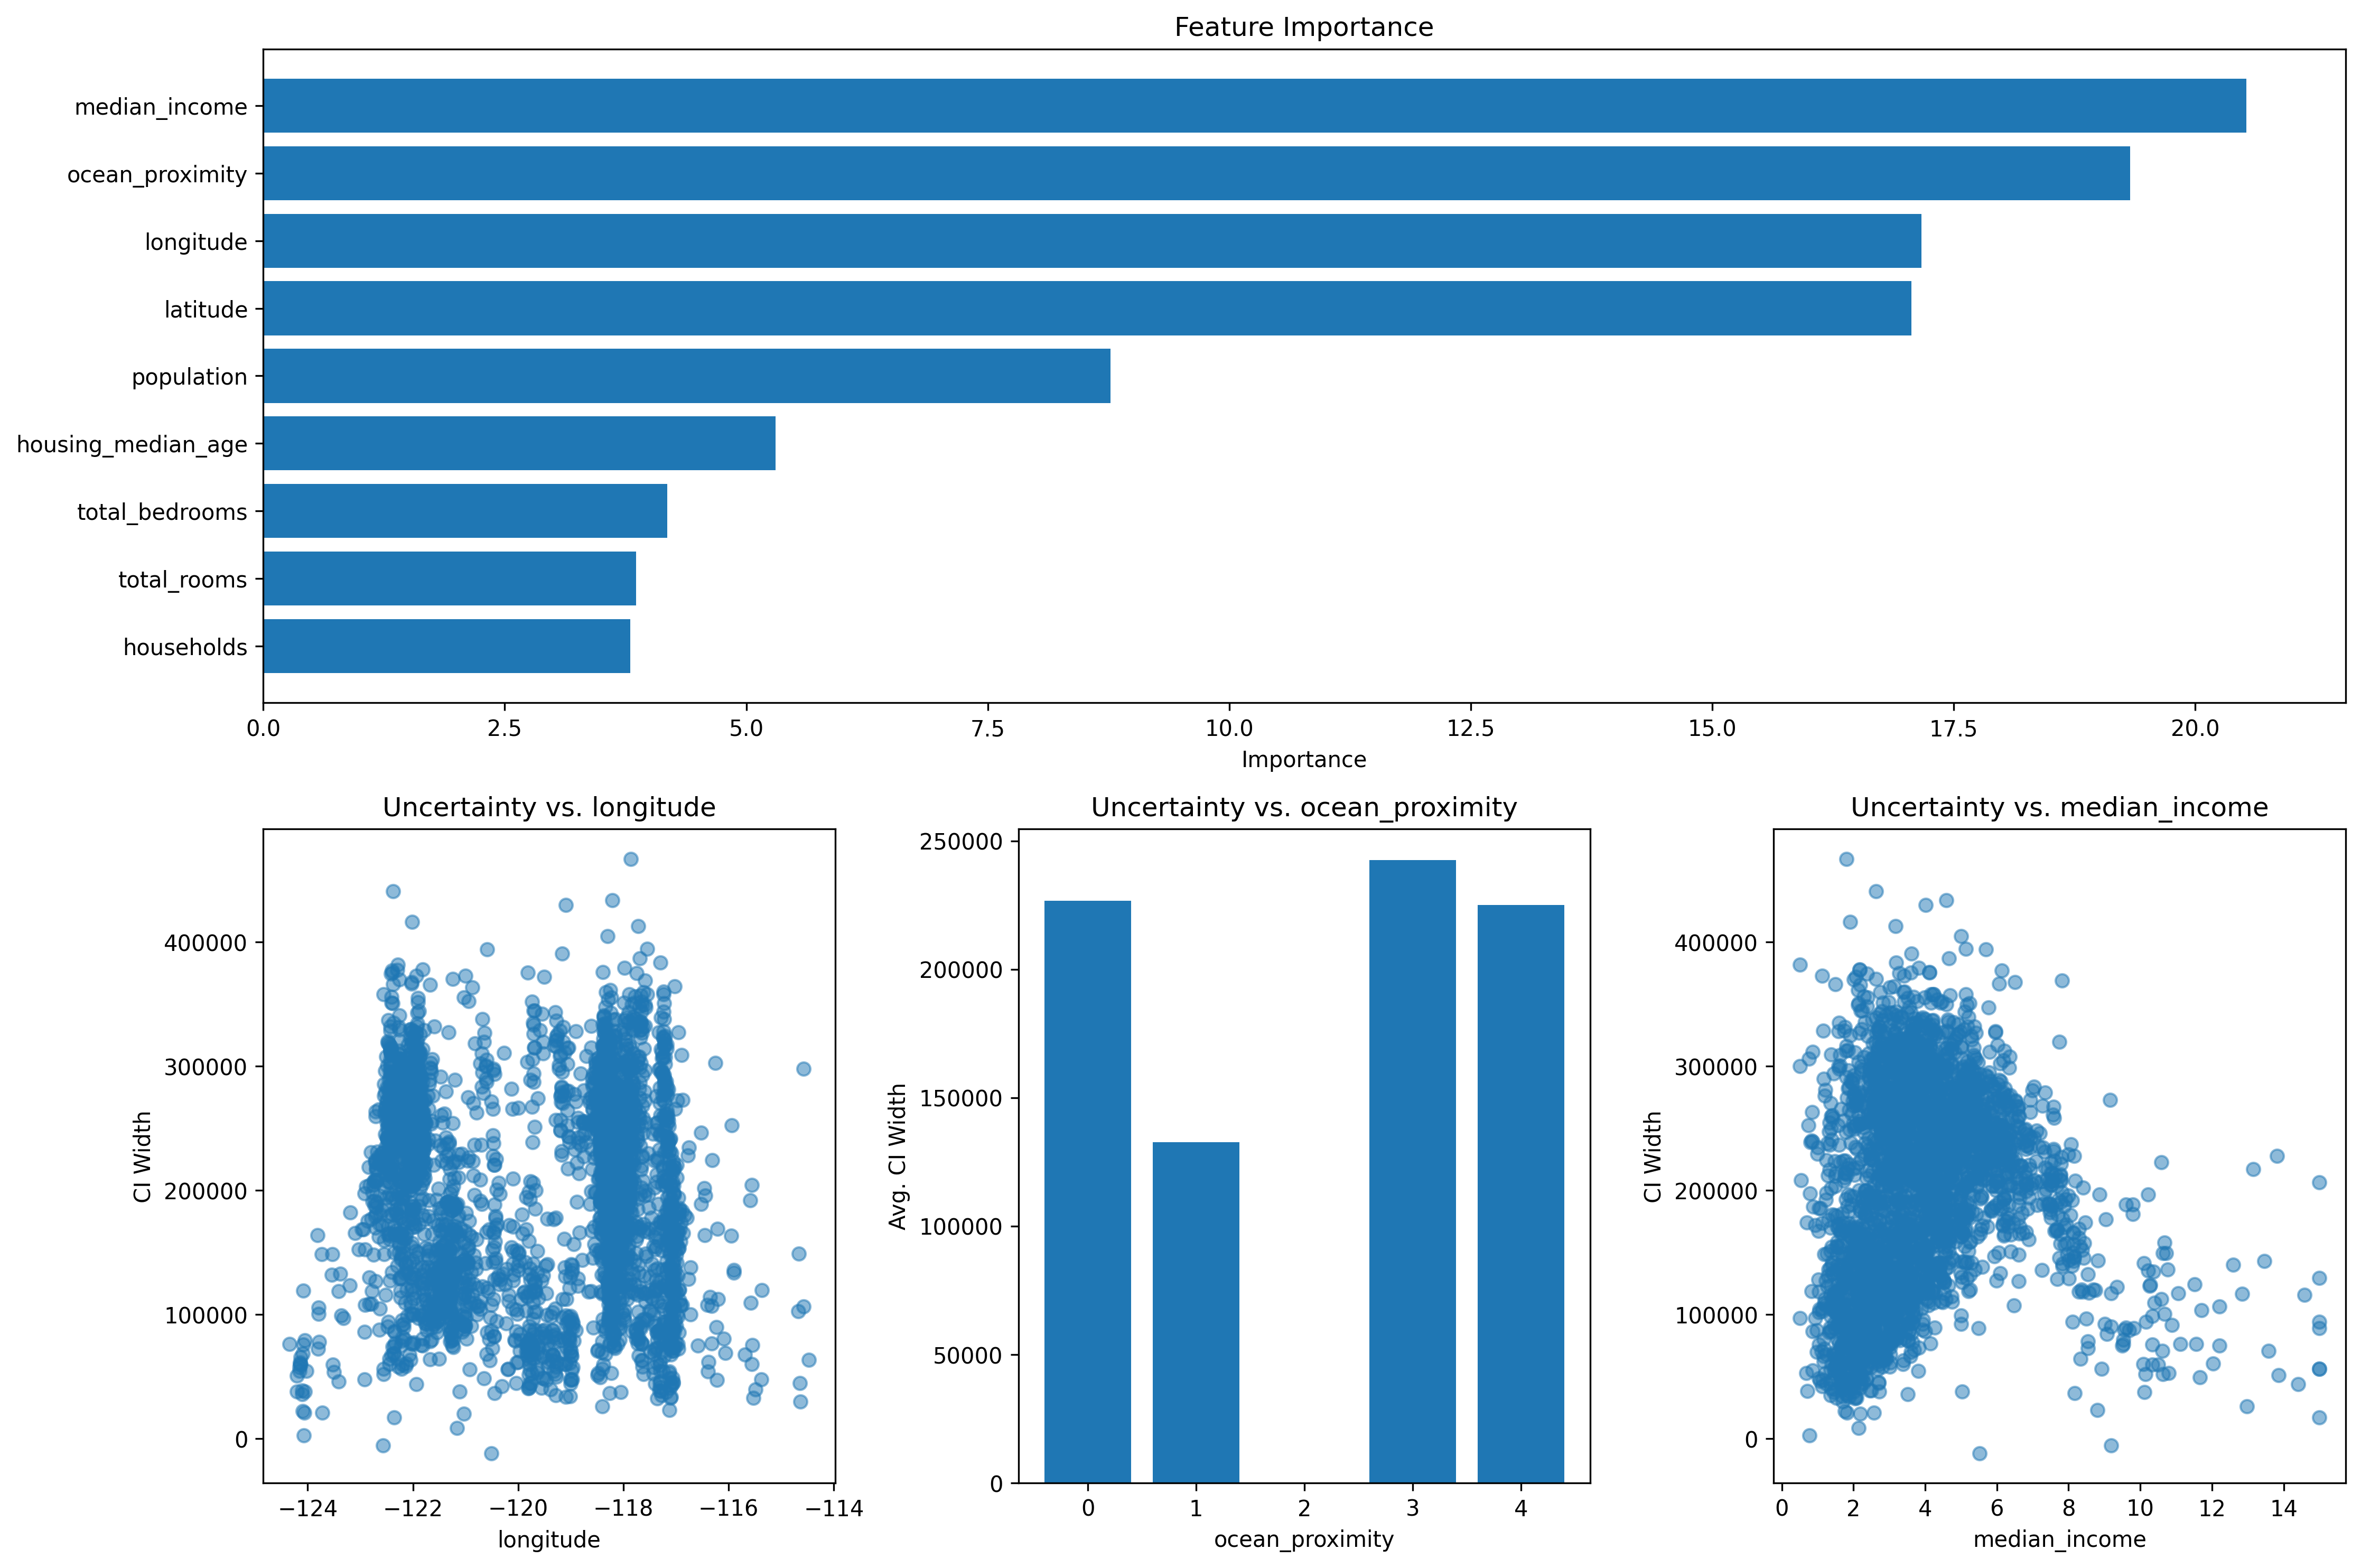 Feature Importance
median_income
ocean_proximity
longitude
latitude
population
housing_median_age
total_bedrooms
total_rooms
households
0.0 2.5 5.0 7.5 10.0 12.5 15.0 17.5 20.0
Importance
Uncertainty vs. longitude
CI Width
400000
300000
200000
100000
0
−124 −122 −120 −118 −116 −114
longitude
Uncertainty vs. ocean_proximity
Avg. CI Width
250000
200000
150000
100000
50000
0
0 1 2 3 4
ocean_proximity
Uncertainty vs. median_income
CI Width
400000
300000
200000
100000
0
0 2 4 6 8 10 12 14
median_income